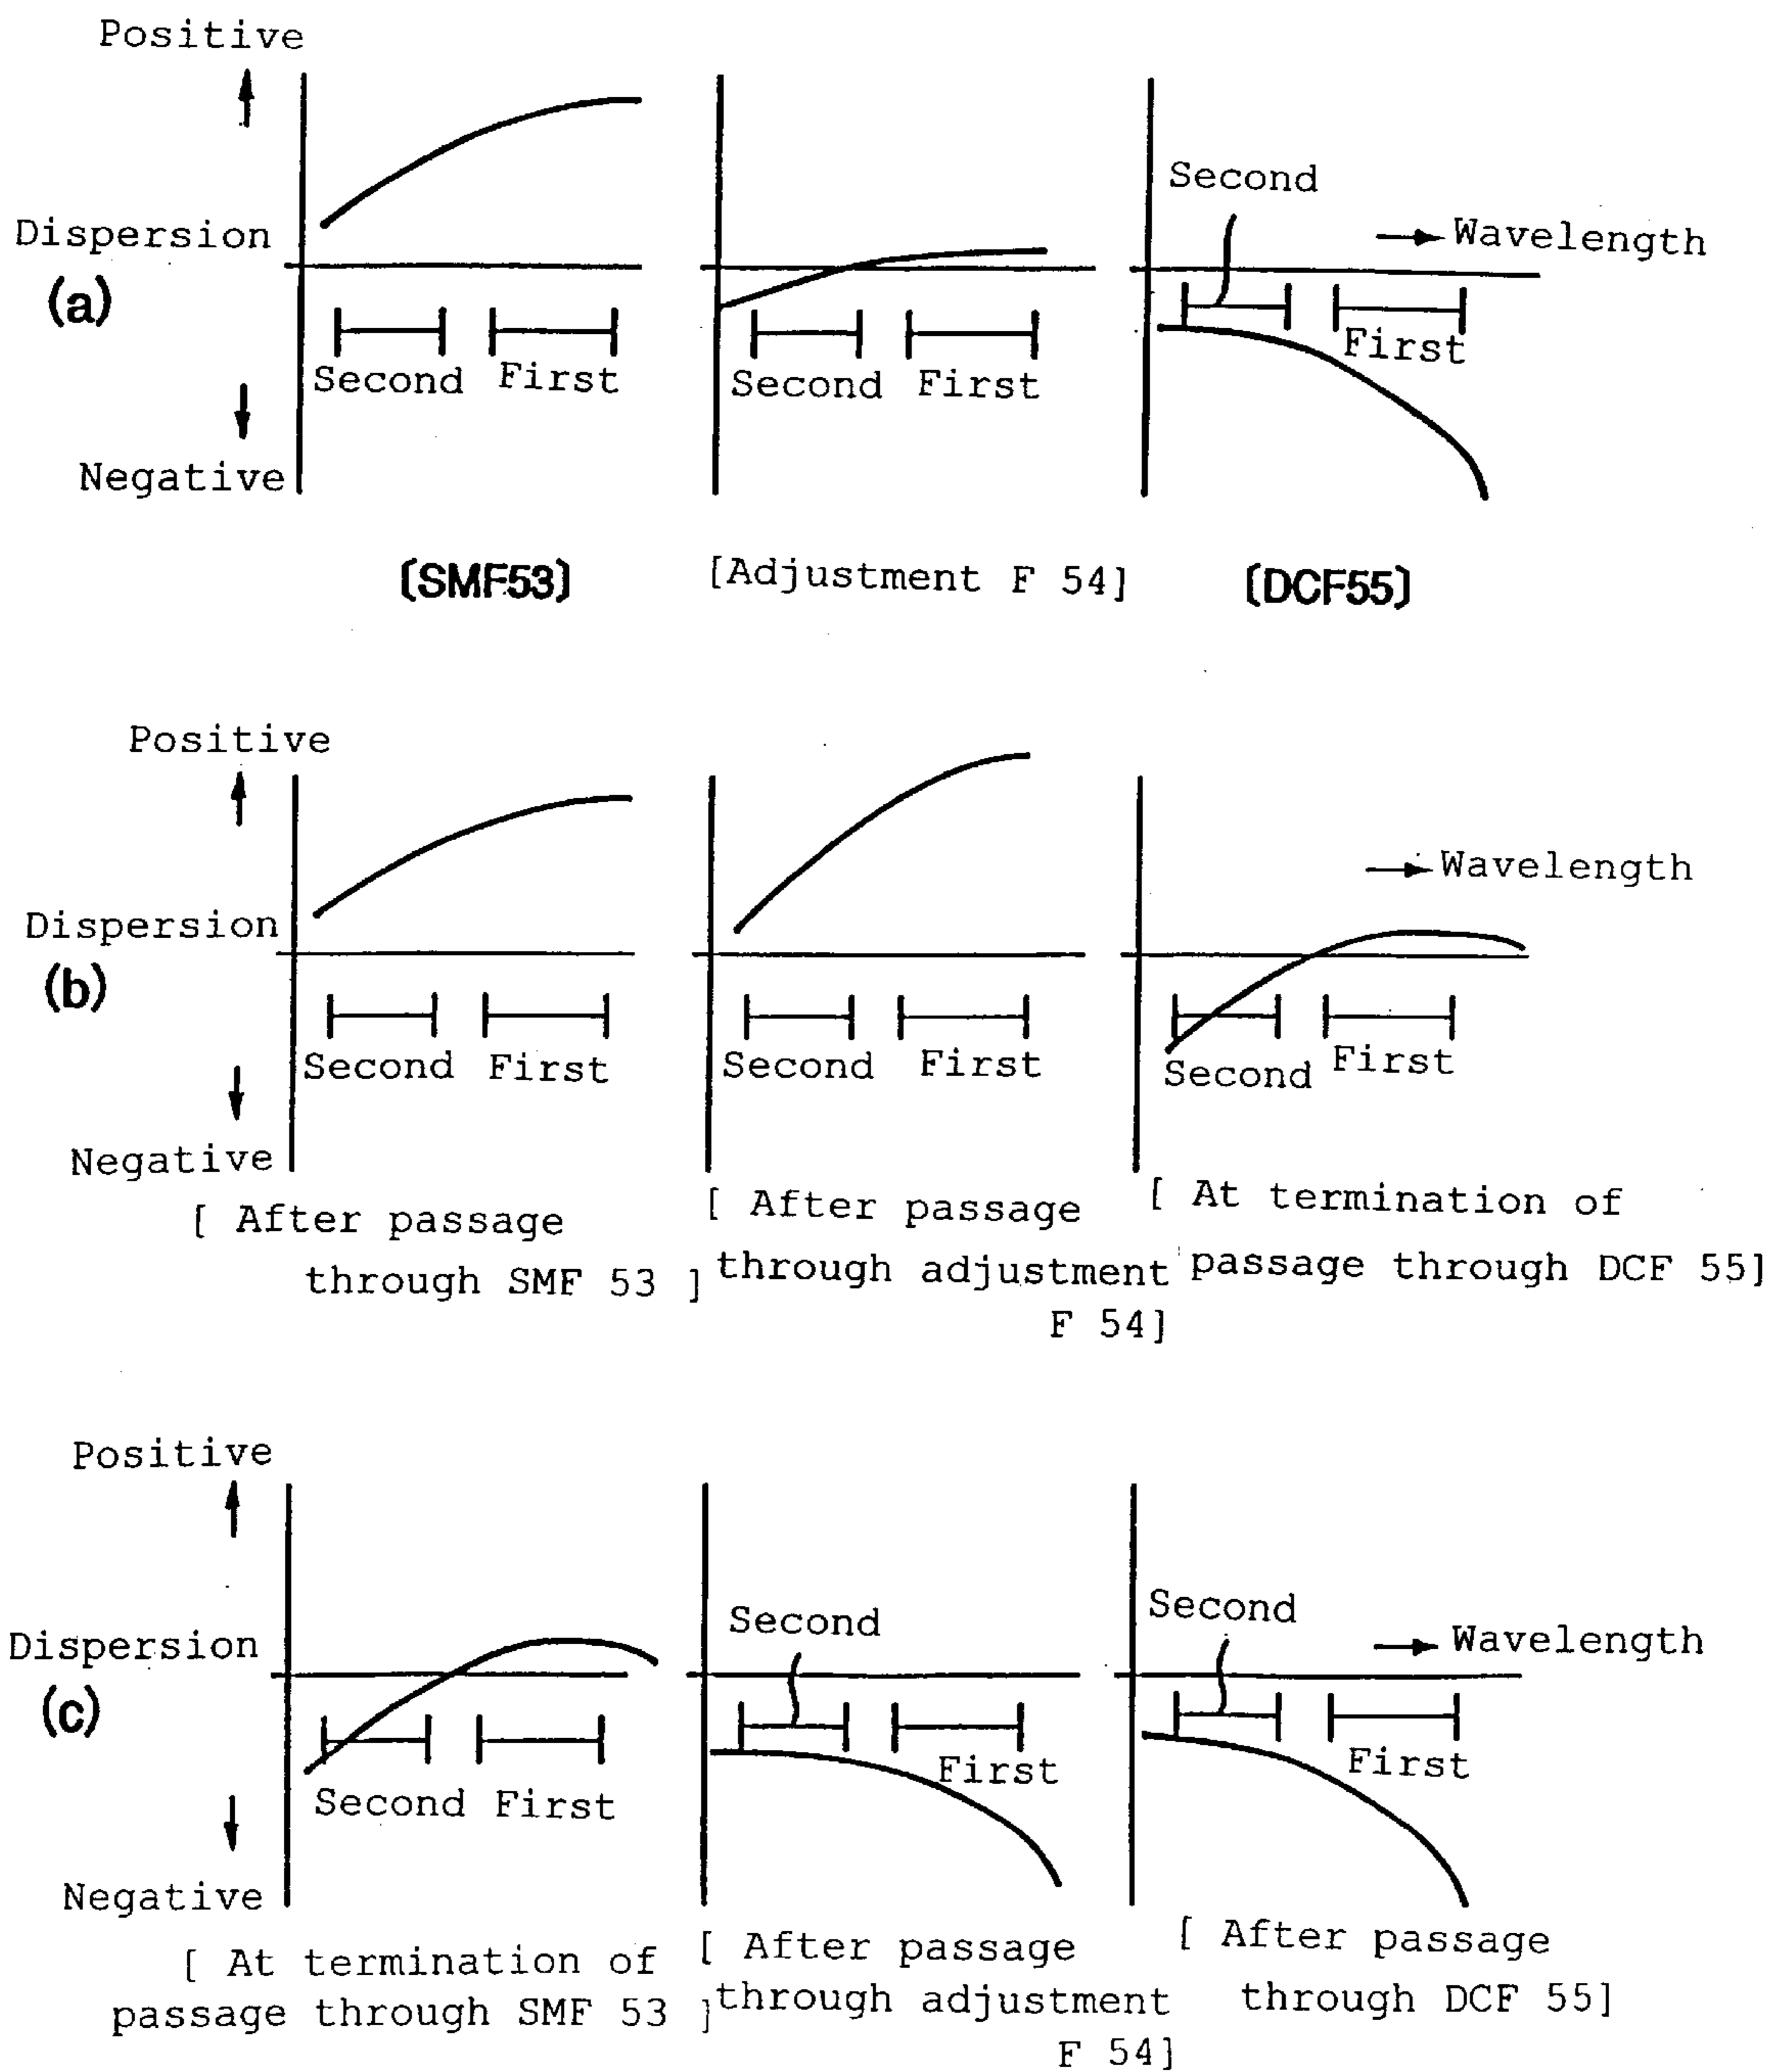 Positive
Dispersion
(a)
Negative
Second First
Second First
Second
Wavelength
First
[SMF53]
[Adjustment F 54]
[DCF55]
Positive
Dispersion
(b)
Negative
Second First
Second First
Wavelength
Second First
[ After passage
through SMF 53 ]
[ After passage
through adjustment
F 54]
[ At termination of
passage through DCF 55]
Positive
Dispersion
(c)
Negative
Second First
Second
First
Second
Wavelength
First
[ At termination of
passage through SMF 53 ]
[ After passage
through adjustment
F 54]
[ After passage
through DCF 55]